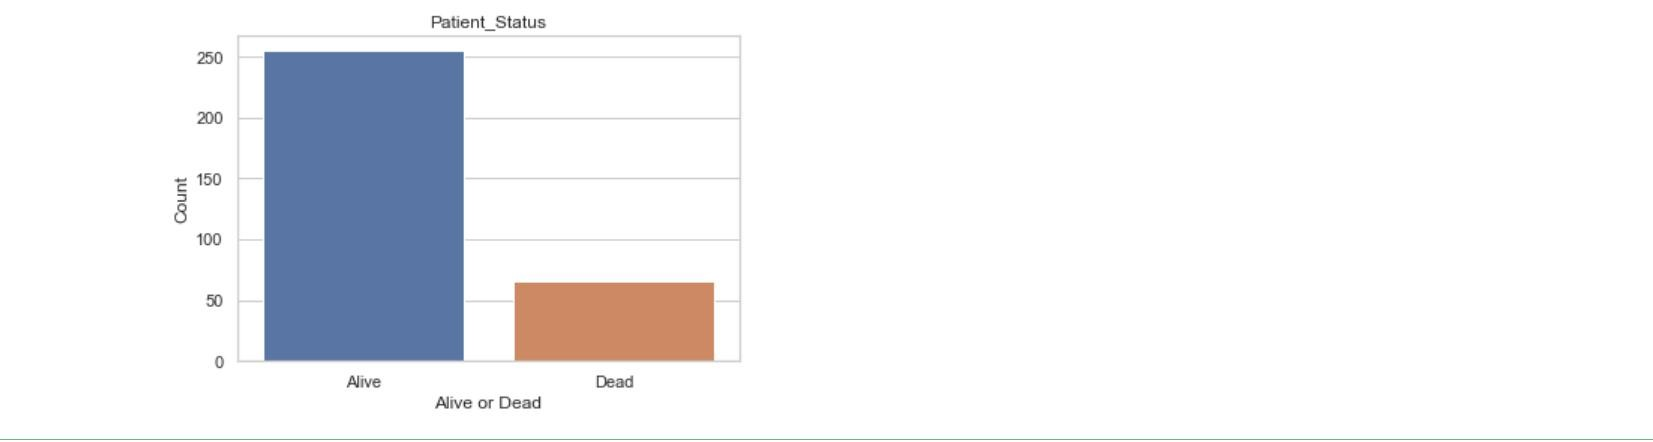 Patient_Status
250
200
150
100
50
0
Count
Alive Dead
Alive or Dead